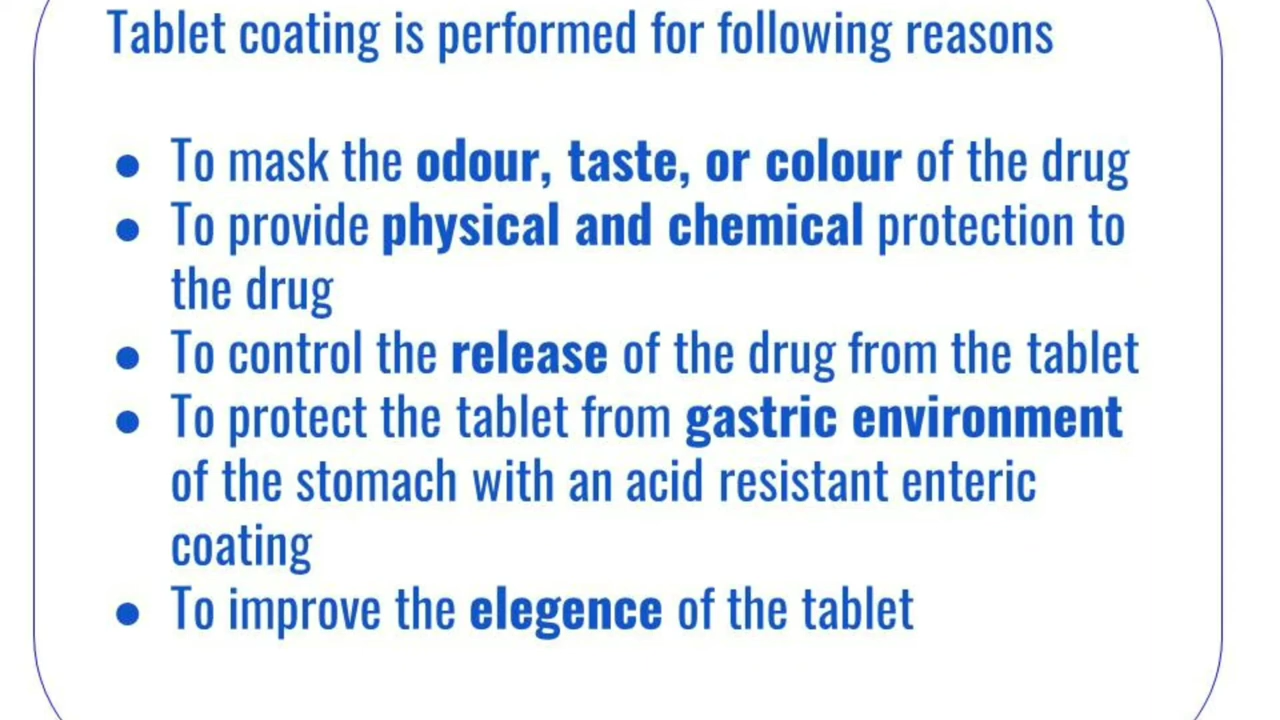 Tablet coating is performed for following reasons
● To mask the odour, taste, or colour of the drug
● To provide physical and chemical protection to
the drug
● To control the release of the drug from the tablet
● To protect the tablet from gastric environment
of the stomach with an acid resistant enteric
coating
● To improve the elegence of the tablet